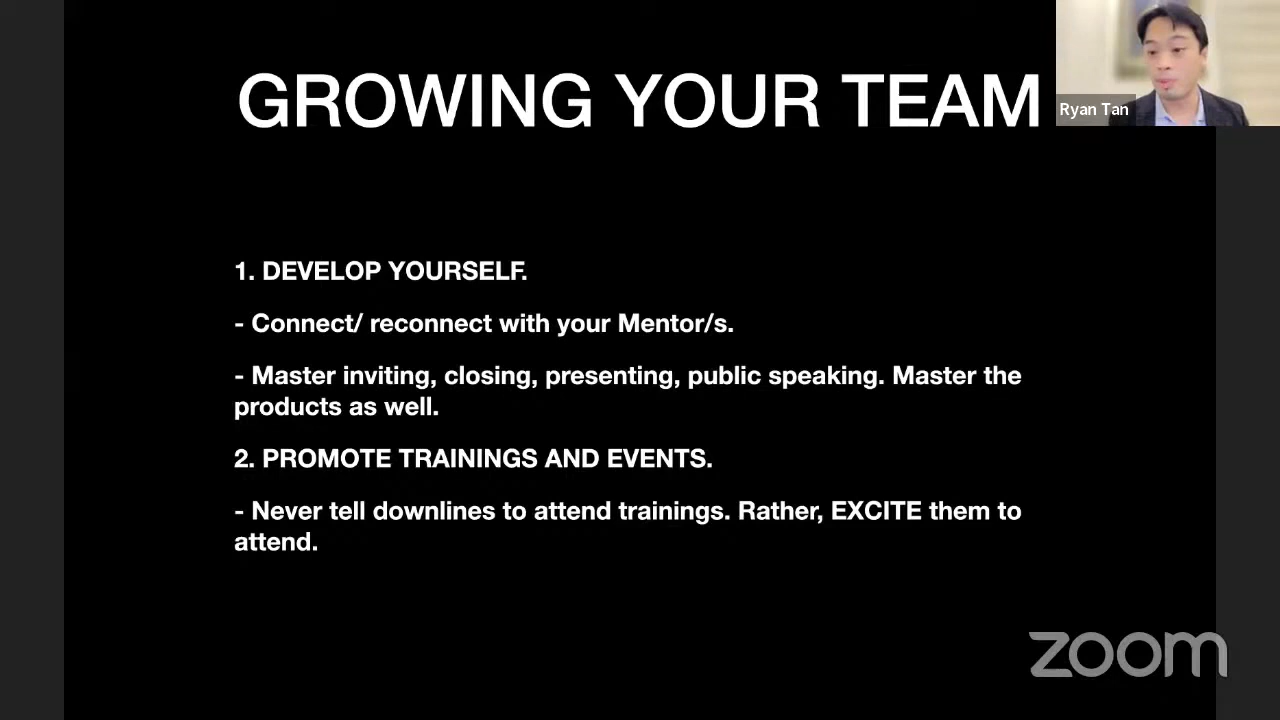 GROWING YOUR TEAM
Ryan Tan
1. DEVELOP YOURSELF.
- Connect/ reconnect with your Mentor/s.
- Master inviting, closing, presenting, public speaking. Master the
products as well.
2. PROMOTE TRAININGS AND EVENTS.
- Never tell downlines to attend trainings. Rather, EXCITE them to
attend.
zoom